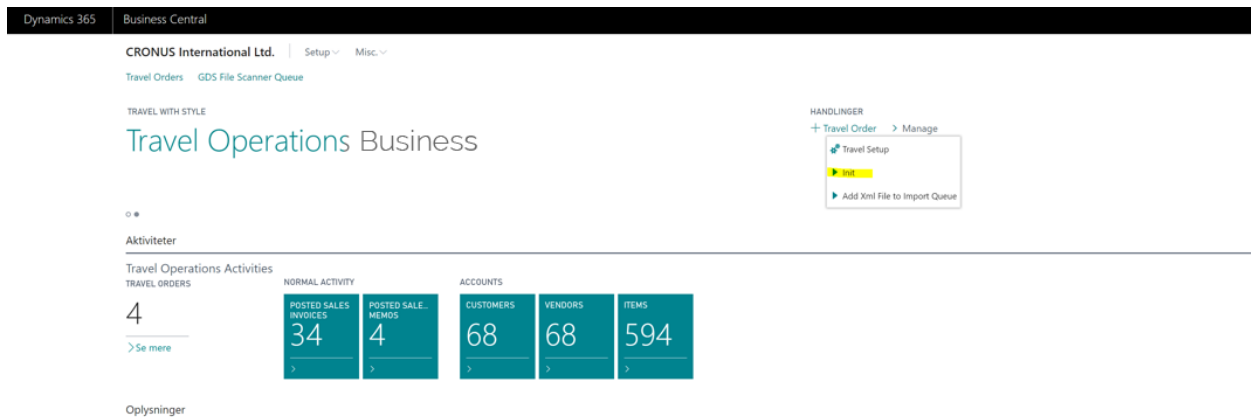 Dynamics 365 Business Central
CRONUS International Ltd. Setup Misc.
Travel Orders GDS File Scanner Queue
TRAVEL WITH STYLE
Travel Operations Business
HANDLINGER
+ Travel Order > Manage
Travel Setup
Init
Add Xml File to Import Queue
Aktiviteter
Travel Operations Activities
TRAVEL ORDERS
4
>Se mere
NORMAL ACTIVITY
POSTED SALES
INVOICES
34
>
POSTED SALE...
MEMOS
4
>
ACCOUNTS
CUSTOMERS
68
>
VENDORS
68
>
ITEMS
594
>
Oplysninger